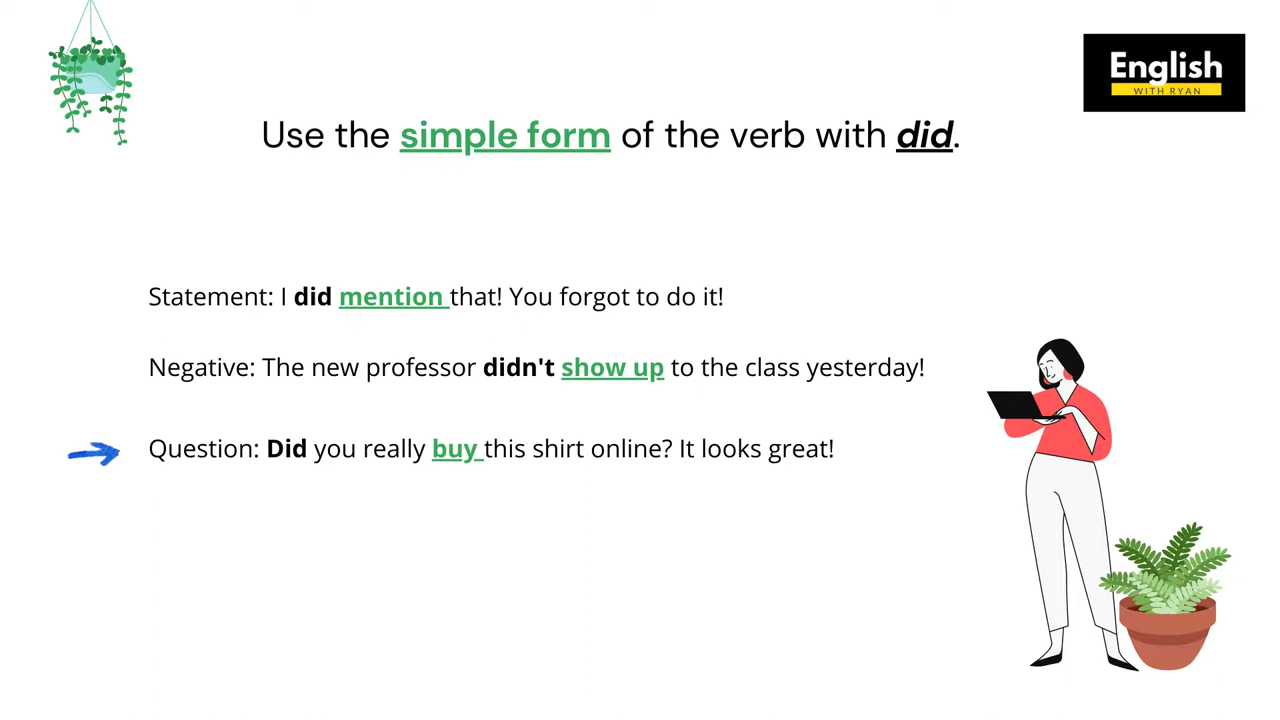 English
WITH RYAN
Use the simple form of the verb with did.
Statement: I did mention that! You forgot to do it!
Negative: The new professor didn't show up to the class yesterday!
Question: Did you really buy this shirt online? It looks great!